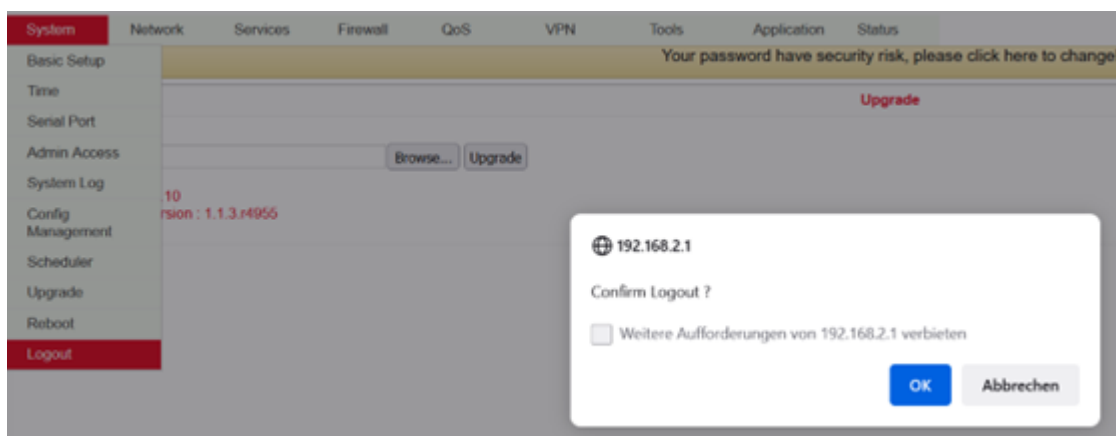 System Network Services Firewall QoS VPN Tools Application Status
Basic Setup
Your password have security risk, please click here to change
Time
Upgrade
Serial Port
Admin Access
Browse... Upgrade
System Log
.10
Config
Management
rsion : 1.1.3.r4955
Scheduler
Upgrade
Reboot
Logout
192.168.2.1
Confirm Logout ?
Weitere Aufforderungen von 192.168.2.1 verbieten
OK Abbrechen